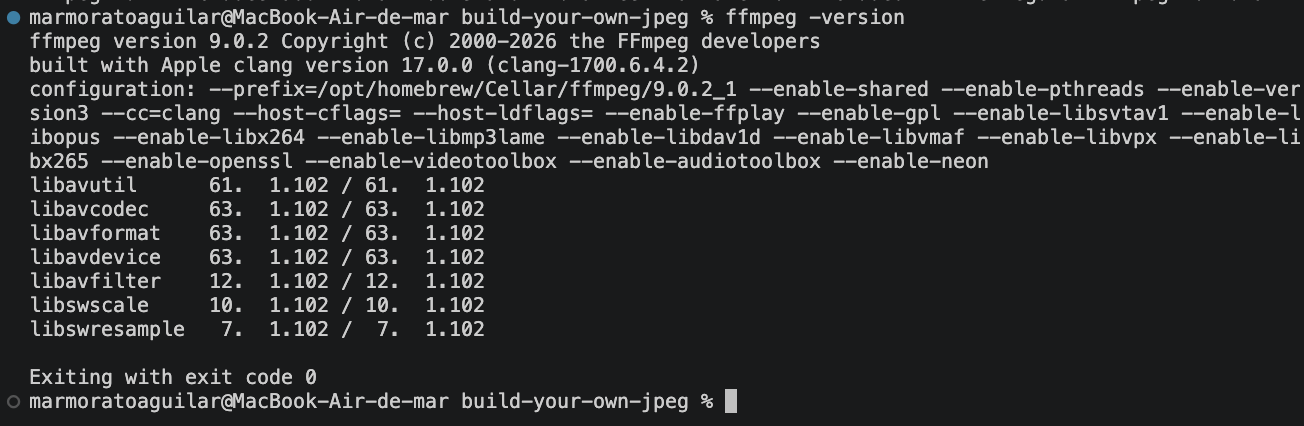 marmoratoaguilar@MacBook-Air-de-mar build-your-own-jpeg % ffmpeg -version
ffmpeg version 9.0.2 Copyright (c) 2000-2026 the FFmpeg developers
built with Apple clang version 17.0.0 (clang-1700.6.4.2)
configuration: --prefix=/opt/homebrew/Cellar/ffmpeg/9.0.2_1 --enable-shared --enable-pthreads --enable-ver
sion3 --cc=clang --host-cflags= --host-ldflags= --enable-ffplay --enable-gpl --enable-libsvtav1 --enable-l
ibopus --enable-libx264 --enable-libmp3lame --enable-libdav1d --enable-libvmaf --enable-libvpx --enable-li
bx265 --enable-openssl --enable-videotoolbox --enable-audiotoolbox --enable-neon
libavutil      61.  1.102 / 61.  1.102
libavcodec     63.  1.102 / 63.  1.102
libavformat    63.  1.102 / 63.  1.102
libavdevice    63.  1.102 / 63.  1.102
libavfilter    12.  1.102 / 12.  1.102
libswscale     10.  1.102 / 10.  1.102
libswresample   7.  1.102 /  7.  1.102

Exiting with exit code 0
marmoratoaguilar@MacBook-Air-de-mar build-your-own-jpeg %